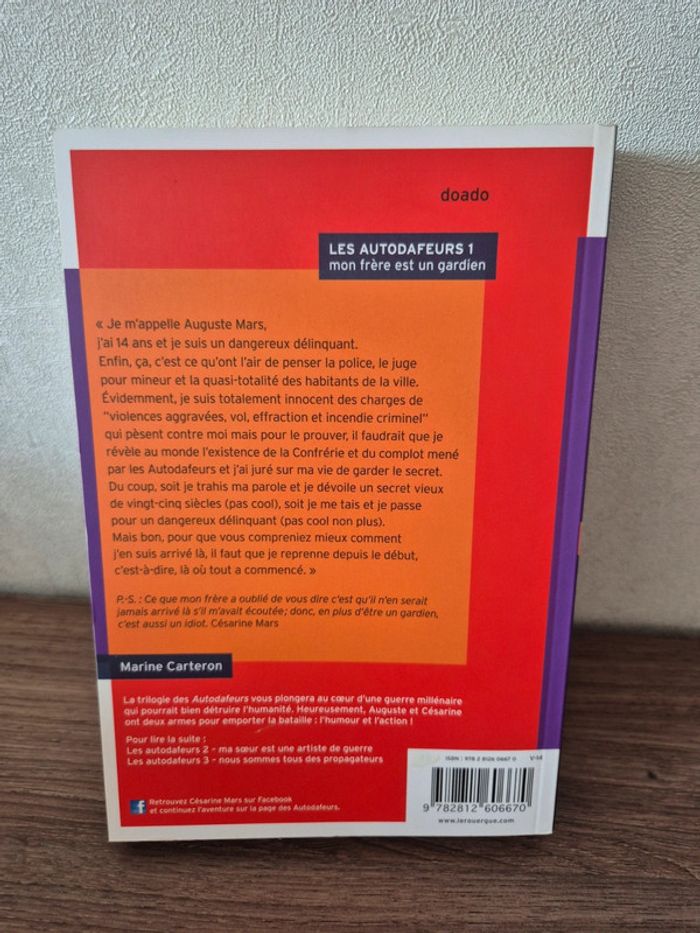 doado
LES AUTODAFEURS 1
mon frère est un gardien
« Je m'appelle Auguste Mars,
j'ai 14 ans et je suis un dangereux délinquant.
Enfin, ça, c'est ce qu'ont l'air de penser la police, le juge
pour mineur et la quasi-totalité des habitants de la ville.
Évidemment, je suis totalement innocent des charges de
"violences aggravées, vol, effraction et incendie criminel"
qui pèsent contre moi mais pour le prouver, il faudrait que je
révèle au monde l'existence de la Confrérie et du complot mené
par les Autodafeurs et j'ai juré sur ma vie de garder le secret.
Du coup, soit je trahis ma parole et je dévoile un secret vieux
de vingt-cinq siècles (pas cool), soit je me tais et je passe
pour un dangereux délinquant (pas cool non plus).
Mais bon, pour que vous compreniez mieux comment
j'en suis arrivé là, il faut que je reprenne depuis le début,
c'est-à-dire, là où tout a commencé. »
P.-S. : Ce que mon frère a oublié de vous dire c'est qu'il n'en serait
jamais arrivé là s'il m'avait écoutée ; donc, en plus d'être un gardien,
c'est aussi un idiot. Césarine Mars
Marine Carteron
La trilogie des Autodafeurs vous plongera au cœur d'une guerre millénaire
qui pourrait bien détruire l'humanité. Heureusement, Auguste et Césarine
ont deux armes pour emporter la bataille : l'humour et l'action !
Pour lire la suite :
Les autodafeurs 2 - ma sœur est une artiste de guerre
Les autodafeurs 3 - nous sommes tous des propagateurs
f
Retrouvez Césarine Mars sur Facebook
et continuez l'aventure sur la page des Autodafeurs.
ISBN : 978 2 8126 0667 0
9 782812 606670
www.lerouergue.com